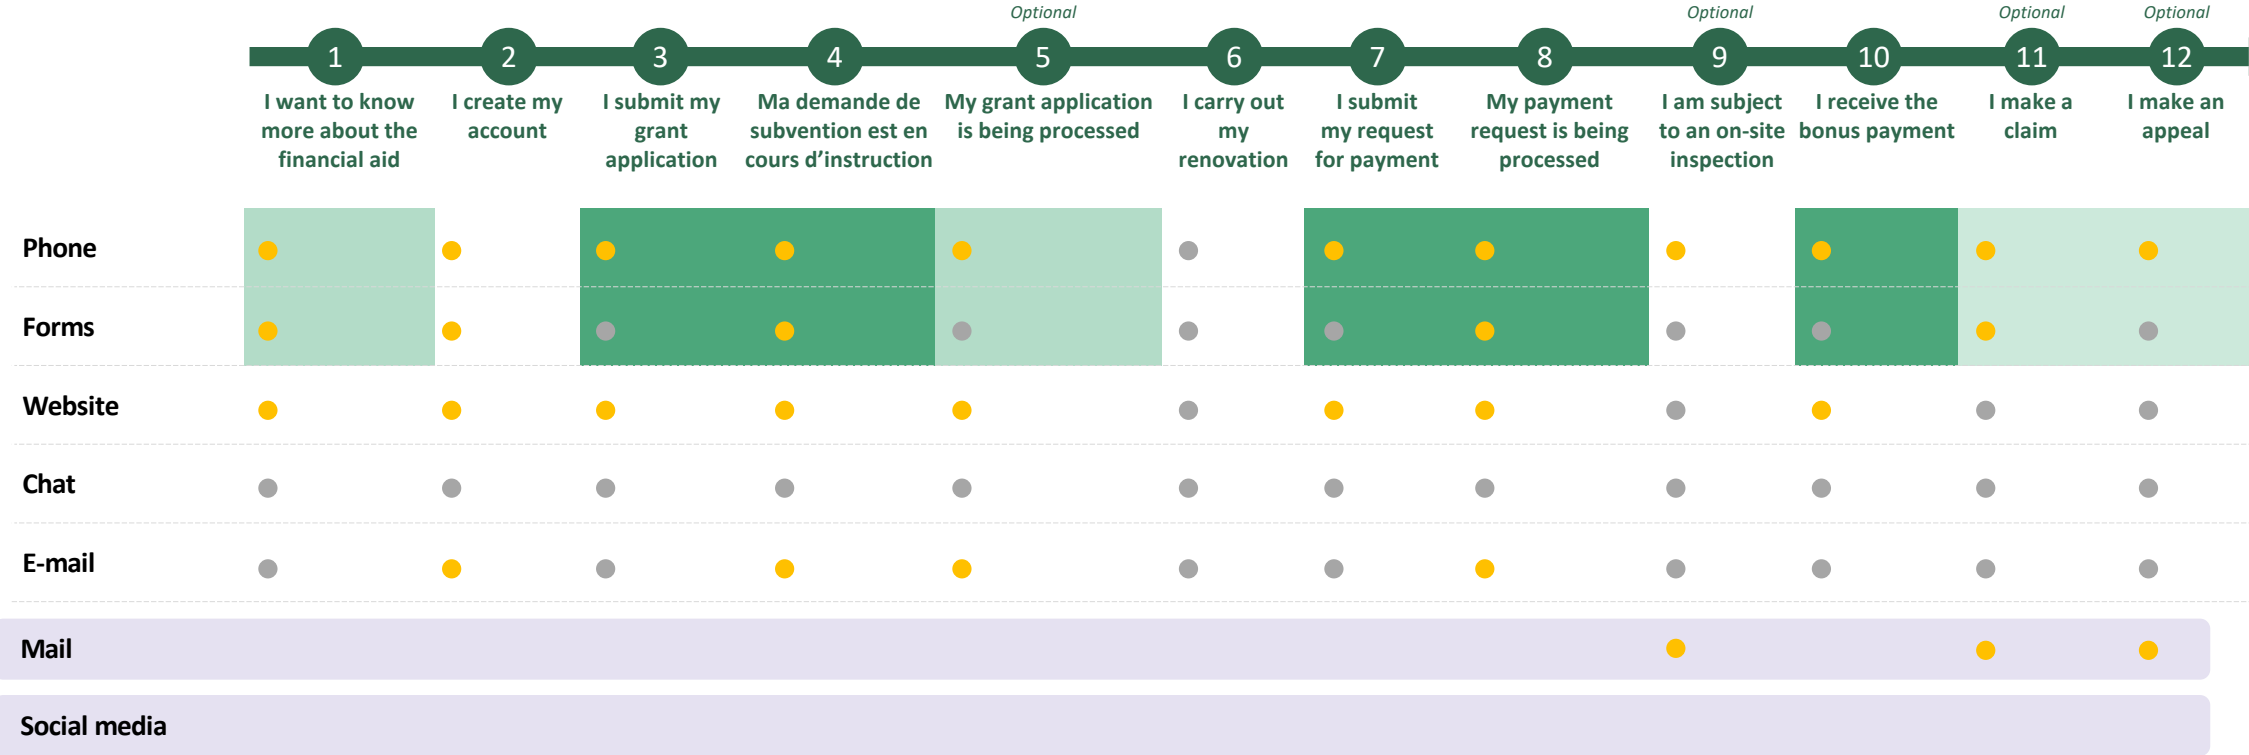 Optional
Optional
Optional
Optional
1
2
3
4
5
6
7
8
9
10
11
12
I want to know
more about the
financial aid
I create my
account
I submit my
grant
application
Ma demande de
subvention est en
cours d’instruction
My grant application
is being processed
I carry out
my
renovation
I submit
my request
for payment
My payment
request is being
processed
I am subject
to an on-site
inspection
I receive the
bonus payment
I make a
claim
I make an
appeal
Phone
Forms
Website
Chat
E-mail
Mail
Social media